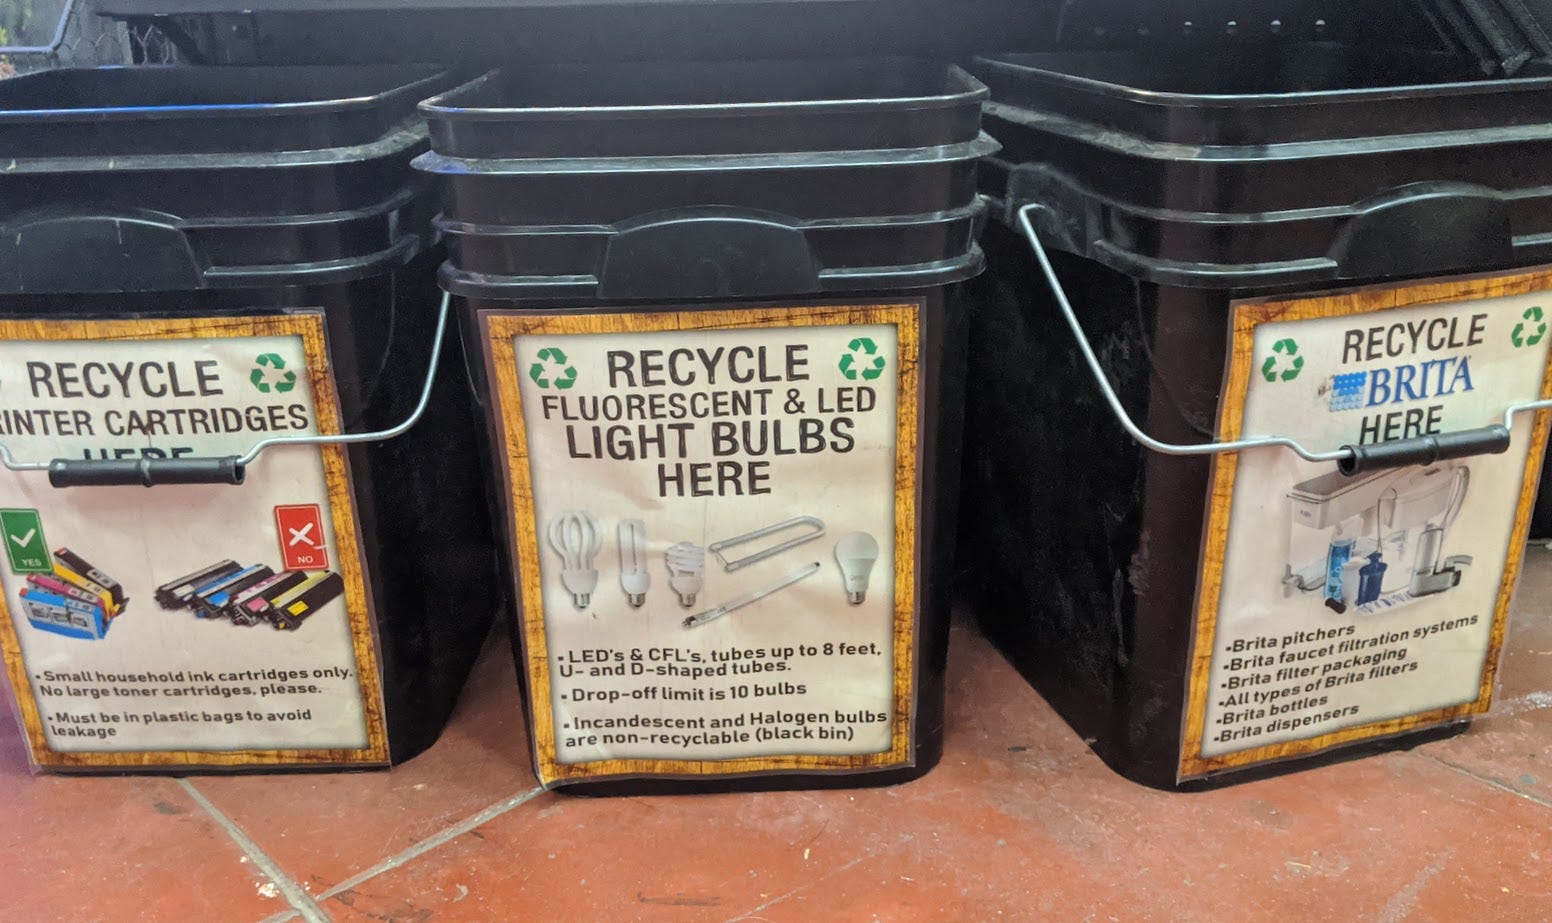 RECYCLE
RINTER CARTRIDGES
HERE
YES
NO
• Small household ink cartridges only.
No large toner cartridges, please.
• Must be in plastic bags to avoid
leakage
RECYCLE
FLUORESCENT & LED
LIGHT BULBS
HERE
• LED's & CFL's, tubes up to 8 feet,
U- and D-shaped tubes.
• Drop-off limit is 10 bulbs
• Incandescent and Halogen bulbs
are non-recyclable (black bin)
RECYCLE
BRITA
HERE
•Brita pitchers
•Brita faucet filtration systems
•Brita filter packaging
•All types of Brita filters
•Brita bottles
•Brita dispensers